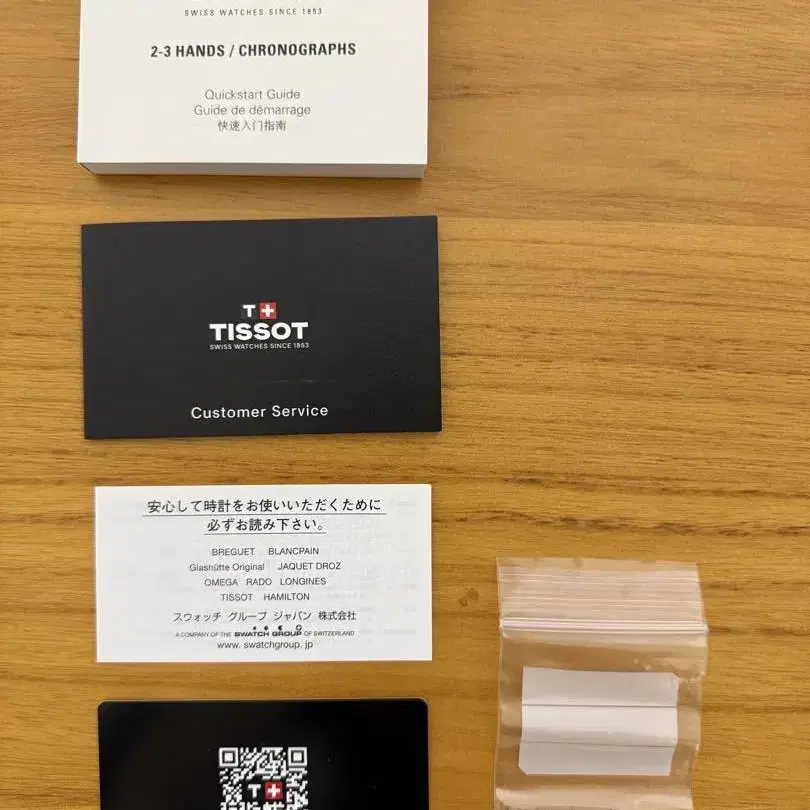 SWISS WATCHES SINCE 1853
2-3 HANDS / CHRONOGRAPHS
Quickstart Guide
Guide de démarrage
快速入门指南
T+
TISSOT
SWISS WATCHES SINCE 1853
Customer Service
安心して時計をお使いいただくために
必ずお読み下さい。
BREGUET BLANCPAIN
Glashütte Original JAQUET DROZ
OMEGA RADO LONGINES
TISSOT HAMILTON
スウォッチ グループ ジャパン 株式会社
A COMPANY OF THE SWATCH GROUP OF SWITZERLAND
www. swatchgroup. jp
T+